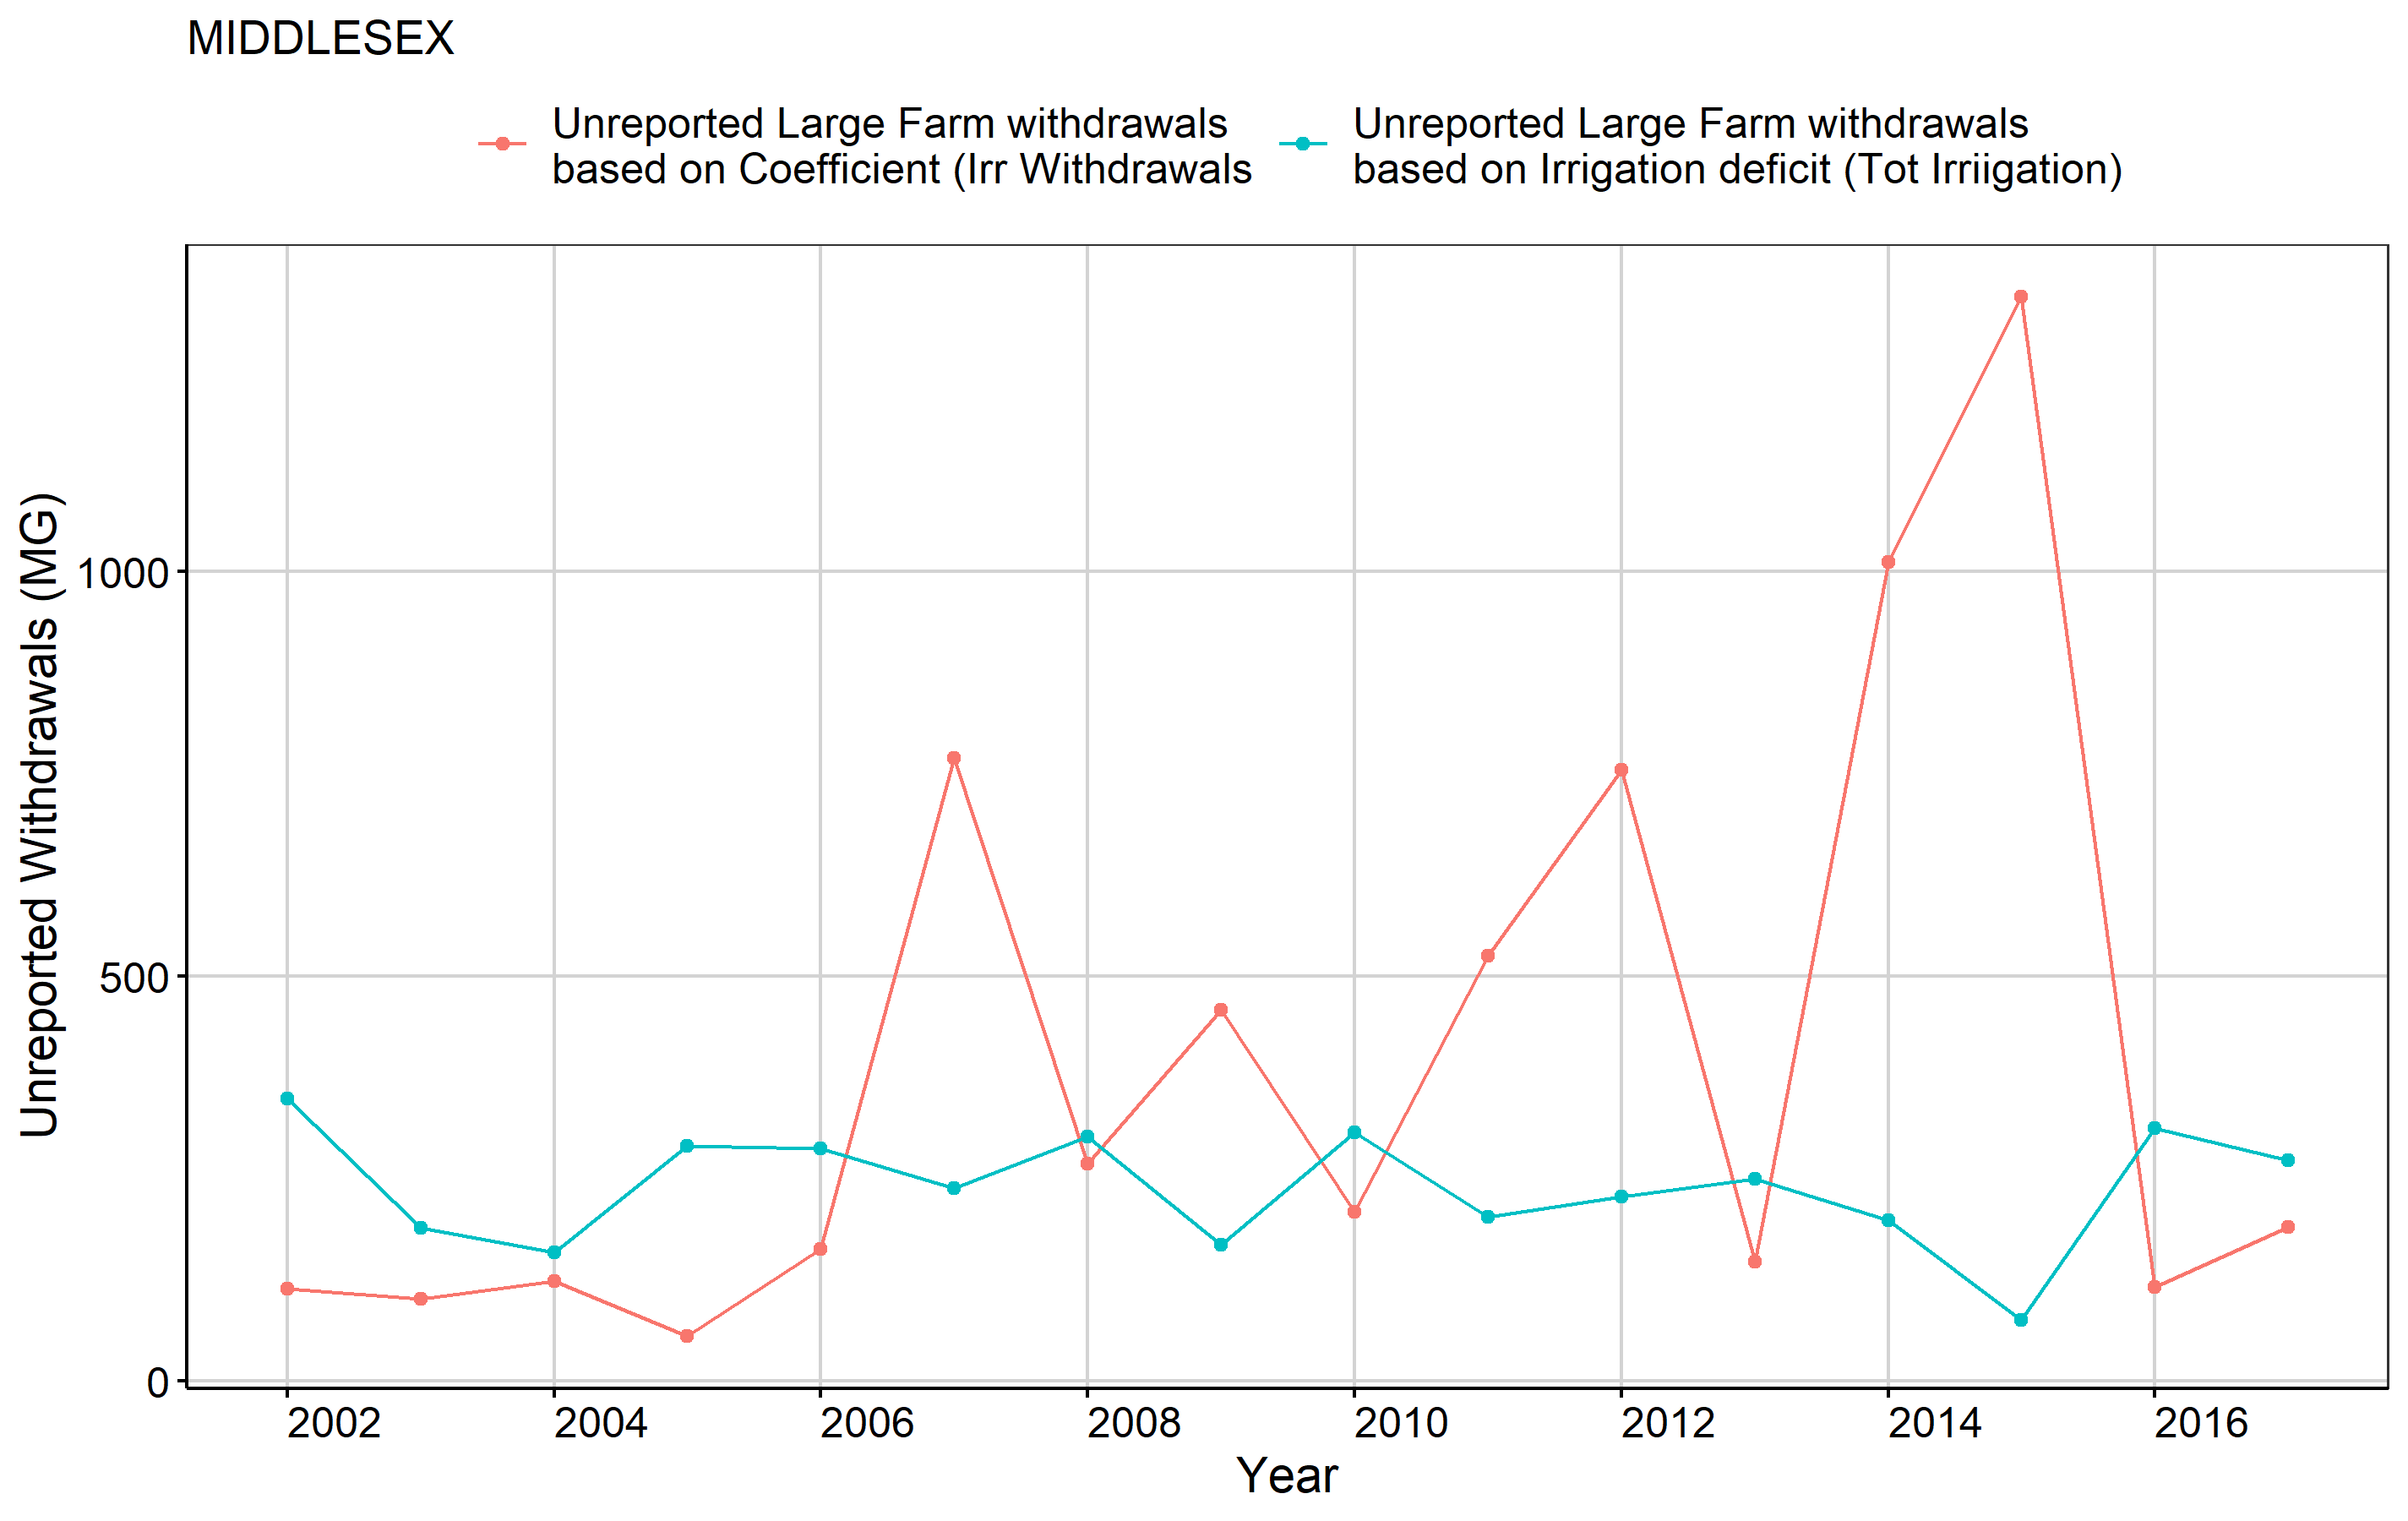 MIDDLESEX
Unreported Large Farm withdrawals
based on Coefficient (Irr Withdrawals
Unreported Large Farm withdrawals
based on Irrigation deficit (Tot Irriigation)
Unreported Withdrawals (MG)
1000
500
0
2002 2004 2006 2008 2010 2012 2014 2016
Year